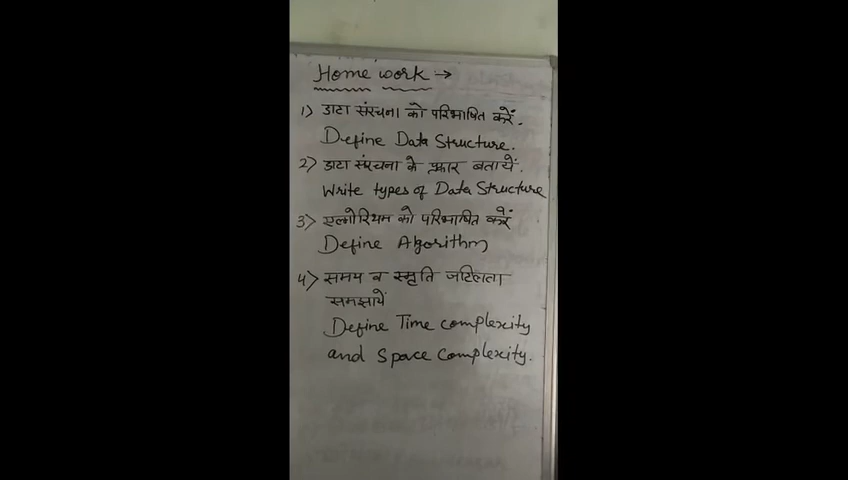 Home work →
1) डाटा संरचना को परिभाषित करें.
Define Data Structure.
2) डाटा संरचना के प्रकार बतायें.
Write types of Data Structure
3) एल्गोरिथम को परिभाषित करें
Define Algorithm
4) समय व स्मृति जटिलता
समझायें
Define Time complexity
and Space Complexity.